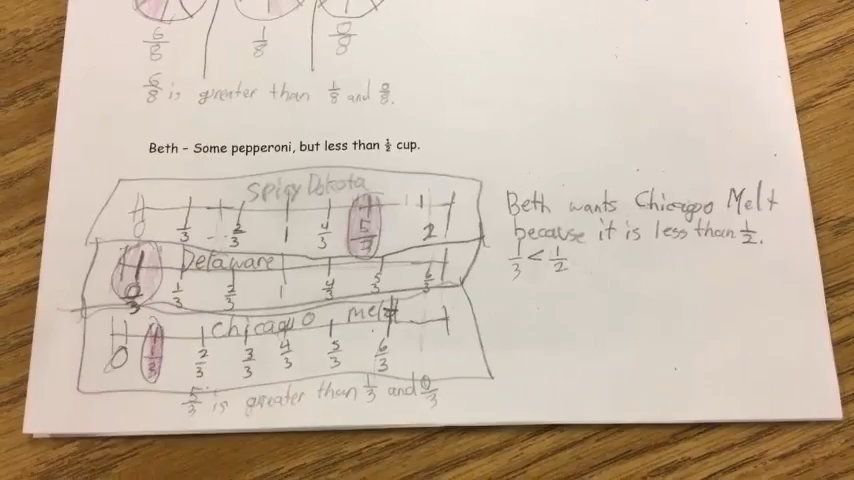 6/8 1/8 0/8
6/8 is greater than 1/8 and 0/8.
Beth - Some pepperoni, but less than ½ cup.
Spicy Dakota
0 1/3 2/3 1 4/3 5/3 2
Delaware
0/3 1/3 2/3 1 4/3 5/3 6/3
Chicago Melt
0 1/3 2/3 3/3 4/3 5/3 6/3
5/3 is greater than 1/3 and 0/3
Beth wants Chicagoo Melt
because it is less than ½.
1/3 < 1/2